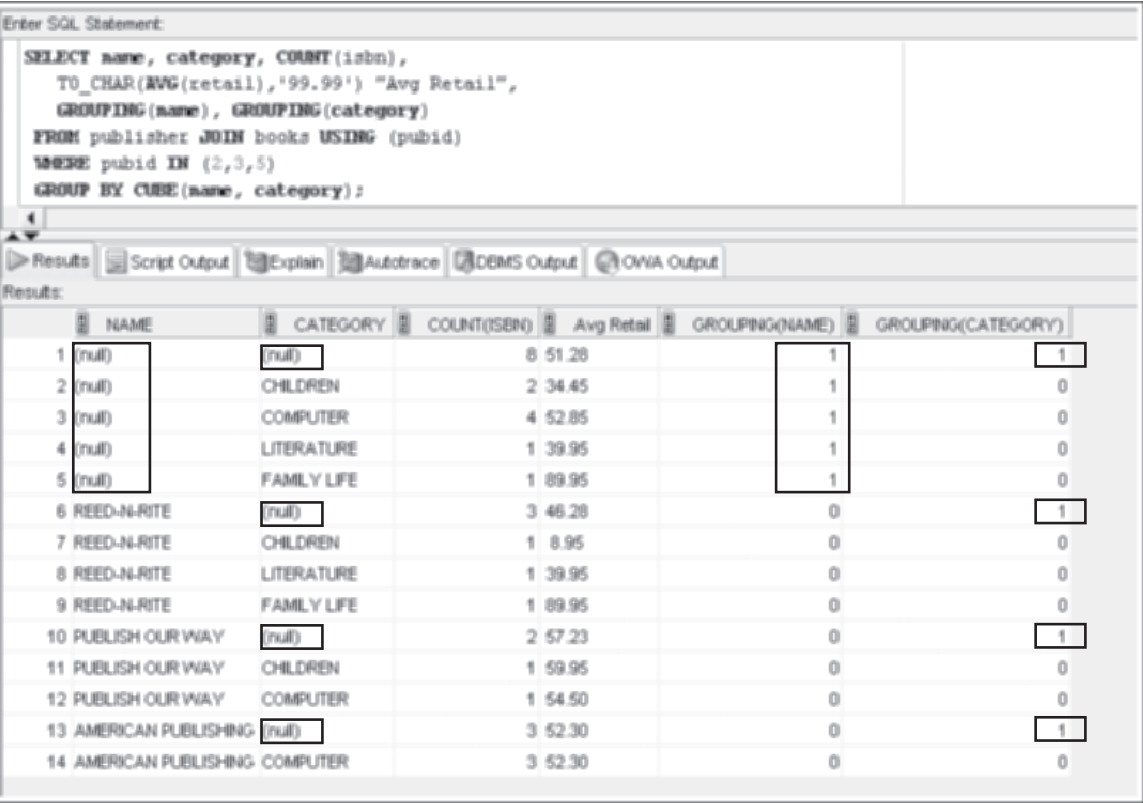 Enter SQL Statement:
SELECT name, category, COUNT(isbn),
TO_CHAR(AVG(retail),'99.99') "Avg Retail",
GROUPING(name), GROUPING(category)
FROM publisher JOIN books USING (pubid)
WHERE pubid IN (2,3,5)
GROUP BY CUBE(name, category);
Results Script Output Explain Autotrace DBMS Output OWA Output
Results:
NAME CATEGORY COUNT(ISBN) Avg Retail GROUPING(NAME) GROUPING(CATEGORY)
1 (null) (null) 8 51.28 1 1
2 (null) CHILDREN 2 34.45 1 0
3 (null) COMPUTER 4 52.85 1 0
4 (null) LITERATURE 1 39.95 1 0
5 (null) FAMILY LIFE 1 89.95 1 0
6 REED-N-RITE (null) 3 46.28 0 1
7 REED-N-RITE CHILDREN 1 8.95 0 0
8 REED-N-RITE LITERATURE 1 39.95 0 0
9 REED-N-RITE FAMILY LIFE 1 89.95 0 0
10 PUBLISH OUR WAY (null) 2 57.23 0 1
11 PUBLISH OUR WAY CHILDREN 1 59.95 0 0
12 PUBLISH OUR WAY COMPUTER 1 54.50 0 0
13 AMERICAN PUBLISHING (null) 3 52.30 0 1
14 AMERICAN PUBLISHING COMPUTER 3 52.30 0 0